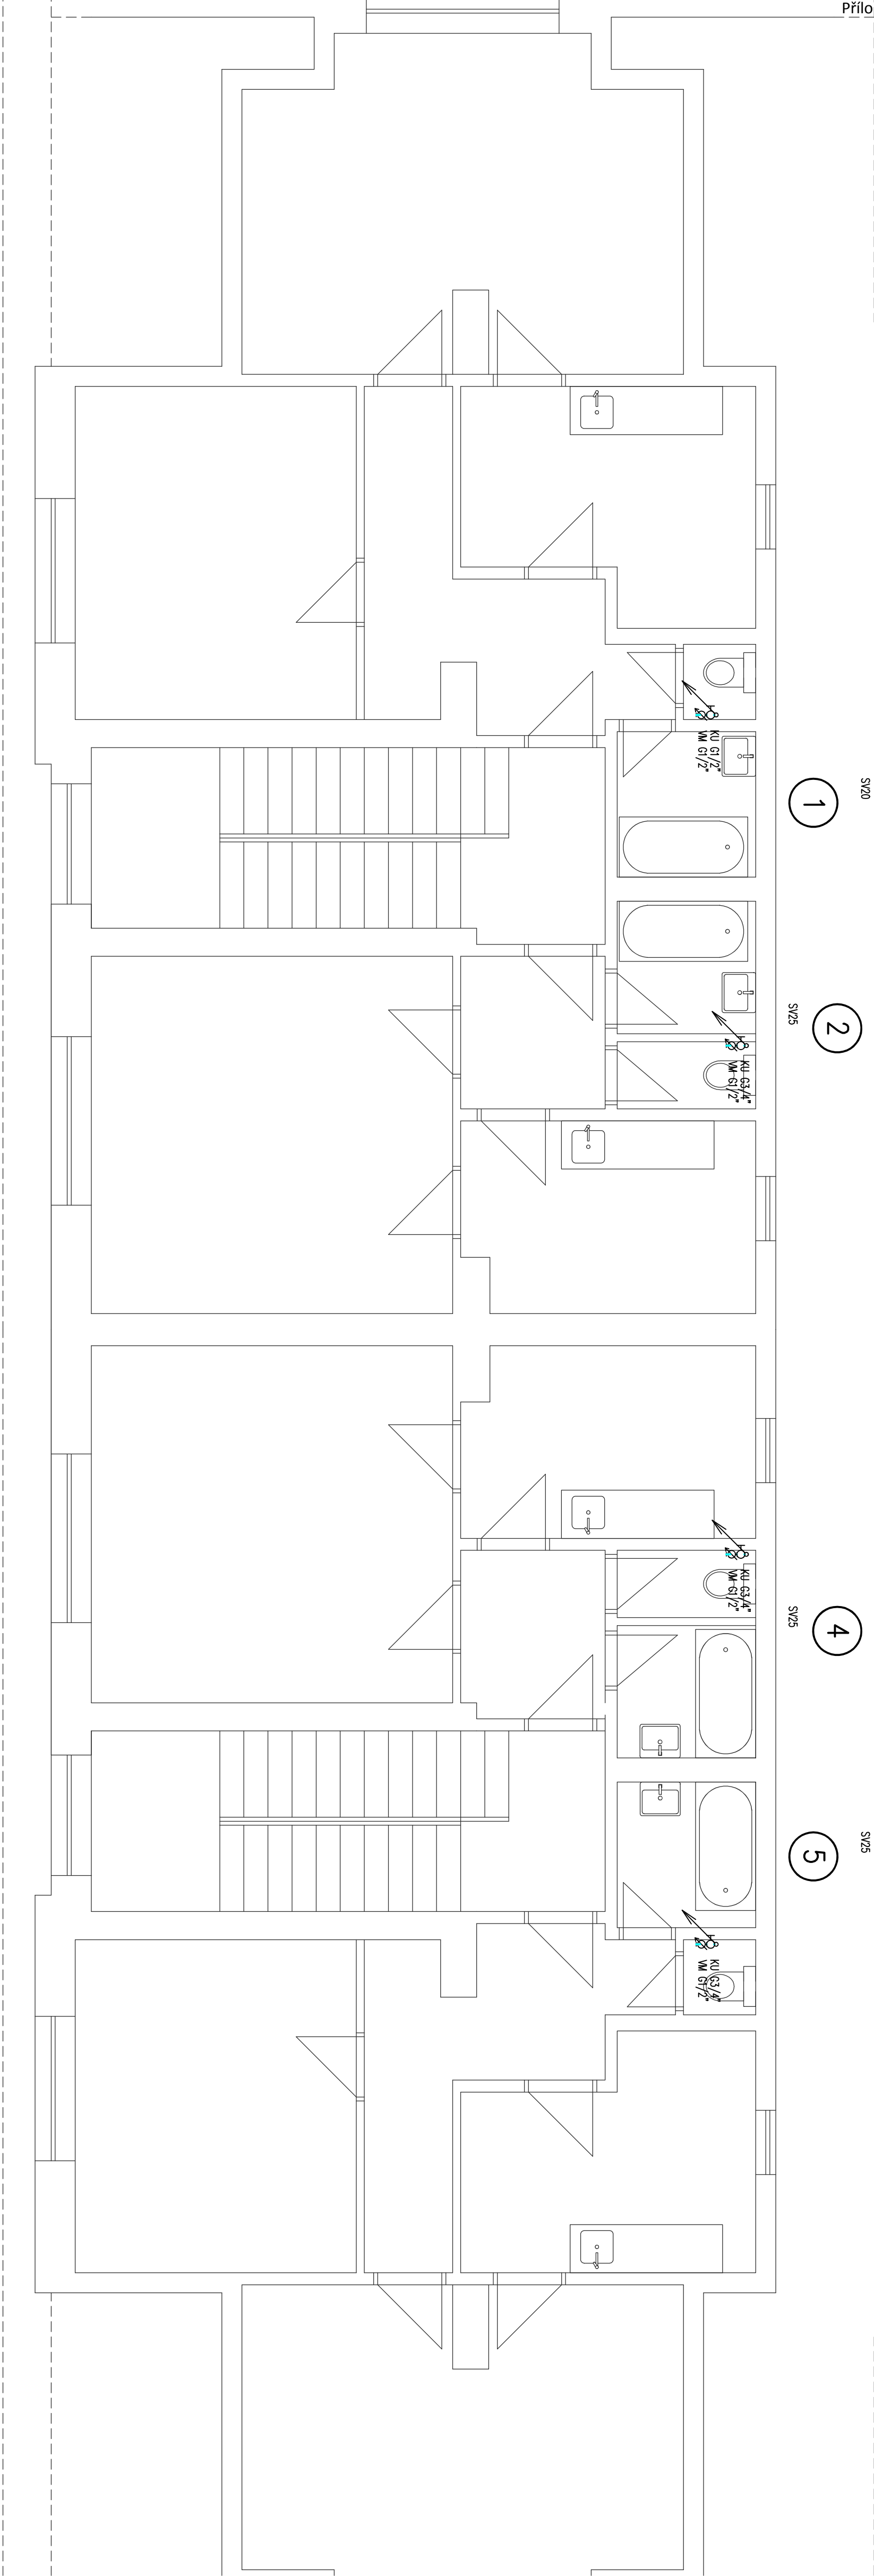 Přílo
SV20
1
KU G1/2"
VM G1/2"
SV25
2
KU G3/4"
VM G1/2"
SV25
4
KU G3/4"
VM G1/2"
SV25
5
KU G3/4"
VM G1/2"